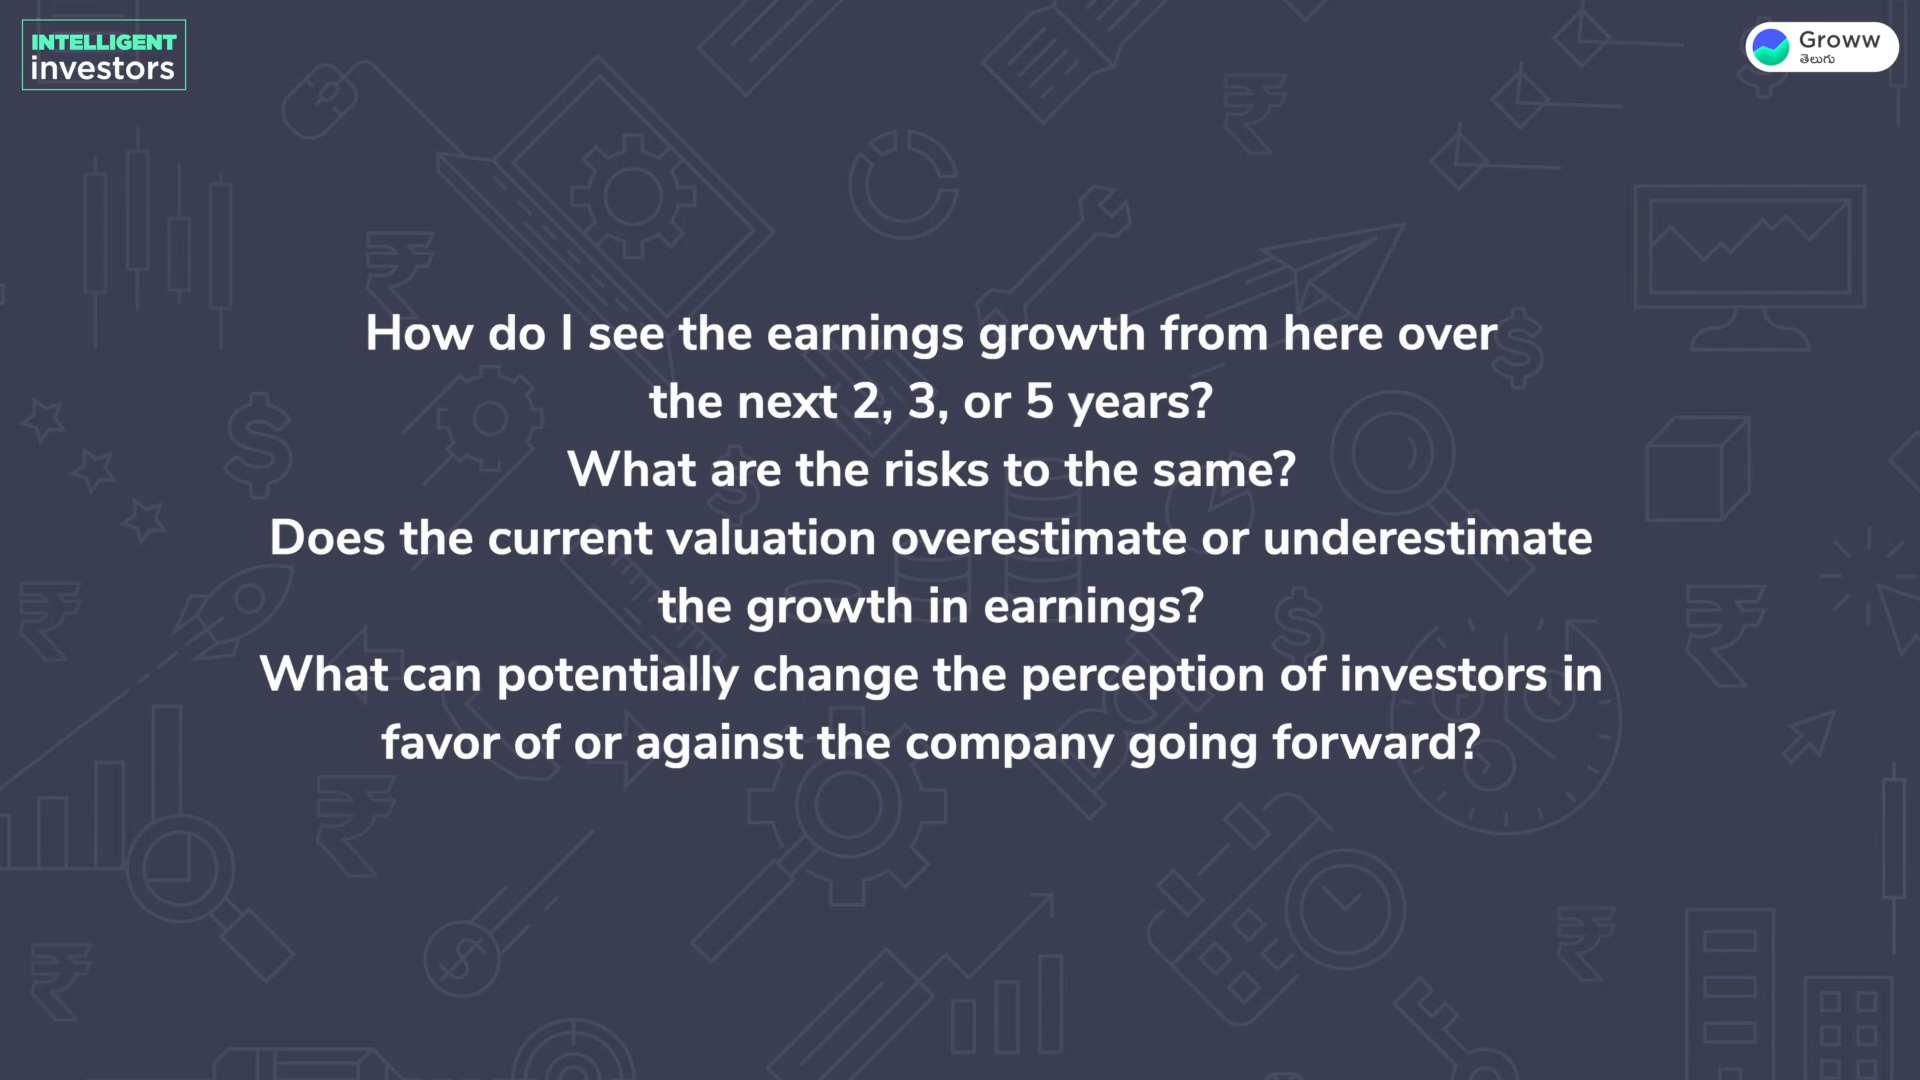 INTELLIGENT
investors
Groww
తెలుగు
How do I see the earnings growth from here over
the next 2, 3, or 5 years?
What are the risks to the same?
Does the current valuation overestimate or underestimate
the growth in earnings?
What can potentially change the perception of investors in
favor of or against the company going forward?